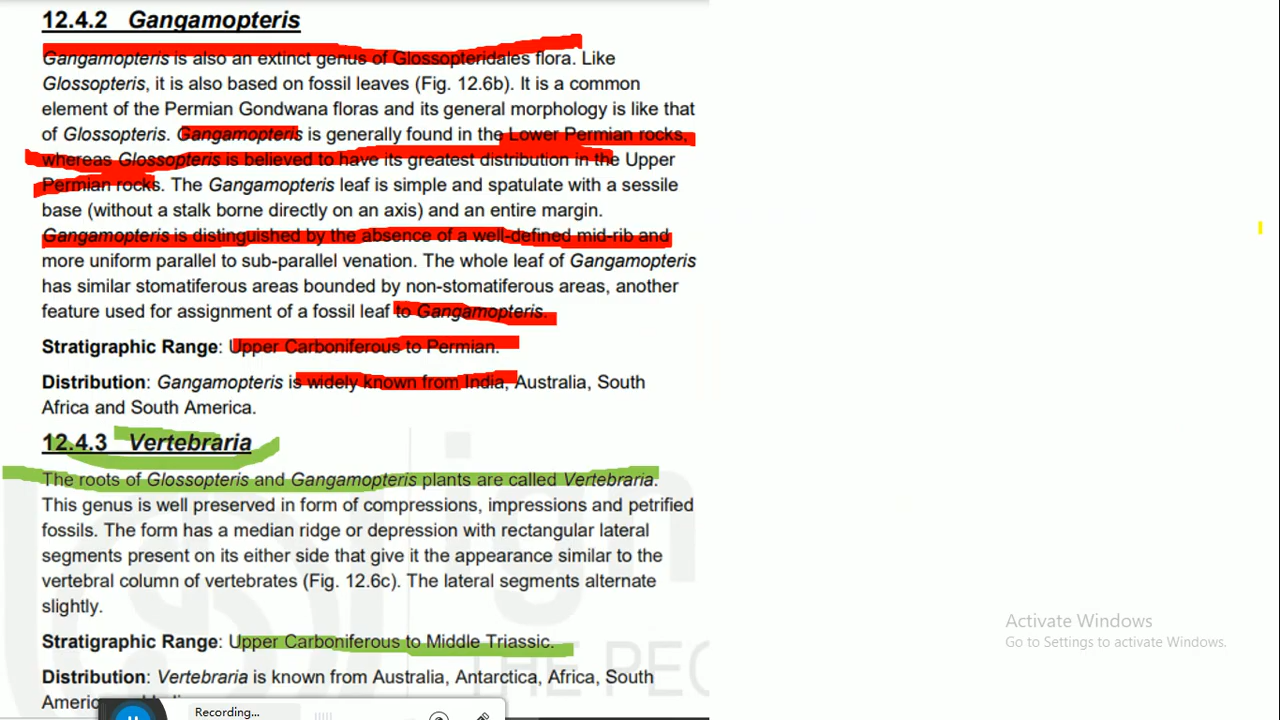 12.4.2 Gangamopteris
Gangamopteris is also an extinct genus of Glossopteridales flora. Like
Glossopteris, it is also based on fossil leaves (Fig. 12.6b). It is a common
element of the Permian Gondwana floras and its general morphology is like that
of Glossopteris. Gangamopteris is generally found in the Lower Permian rocks,
whereas Glossopteris is believed to have its greatest distribution in the Upper
Permian rocks. The Gangamopteris leaf is simple and spatulate with a sessile
base (without a stalk borne directly on an axis) and an entire margin.
Gangamopteris is distinguished by the absence of a well-defined mid-rib and
more uniform parallel to sub-parallel venation. The whole leaf of Gangamopteris
has similar stomatiferous areas bounded by non-stomatiferous areas, another
feature used for assignment of a fossil leaf to Gangamopteris.
Stratigraphic Range: Upper Carboniferous to Permian.
Distribution: Gangamopteris is widely known from India, Australia, South
Africa and South America.
12.4.3 Vertebraria
The roots of Glossopteris and Gangamopteris plants are called Vertebraria.
This genus is well preserved in form of compressions, impressions and petrified
fossils. The form has a median ridge or depression with rectangular lateral
segments present on its either side that give it the appearance similar to the
vertebral column of vertebrates (Fig. 12.6c). The lateral segments alternate
slightly.
Stratigraphic Range: Upper Carboniferous to Middle Triassic.
Distribution: Vertebraria is known from Australia, Antarctica, Africa, South
ign
THE PEO
Recording...
Activate Windows
Go to Settings to activate Windows.